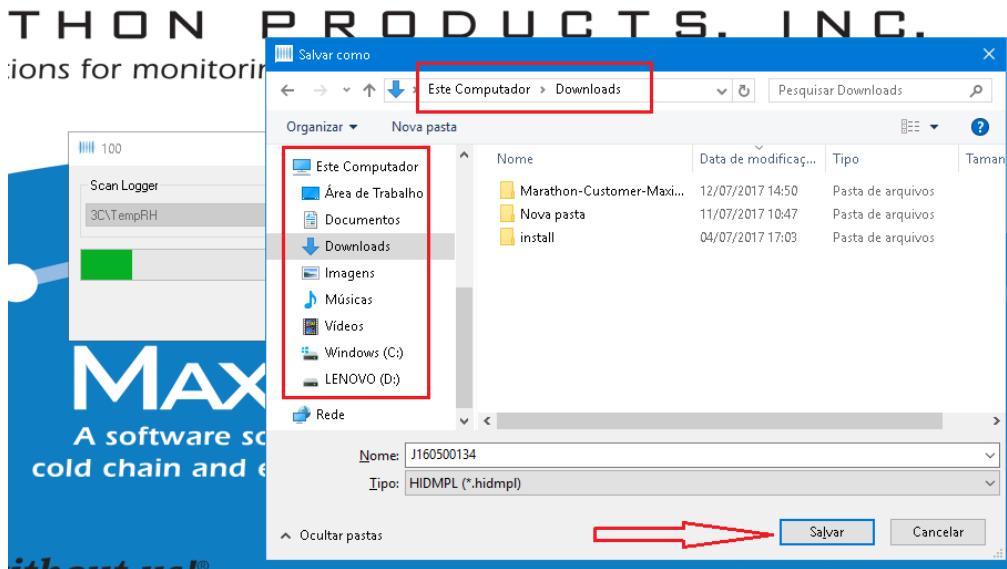 THON PRODUCTS, INC.
Salvar como
Este Computador > Downloads
Pesquisar Downloads
Organizar
Nova pasta
Este Computador
Área de Trabalho
Documentos
Downloads
Imagens
Músicas
Vídeos
Windows (C:)
LENOVO (D:)
Rede
Nome Data de modificaç... Tipo Taman
Marathon-Customer-Maxi... 12/07/2017 14:50 Pasta de arquivos
Nova pasta 11/07/2017 10:47 Pasta de arquivos
install 04/07/2017 17:03 Pasta de arquivos
Nome: J160500134
Tipo: HIDMPL (*.hidmpl)
Ocultar pastas
Salvar
Cancelar
ions for monitorin
100
Scan Logger
3C\TempRH
MAX
A software so
cold chain and e
ithout us!®